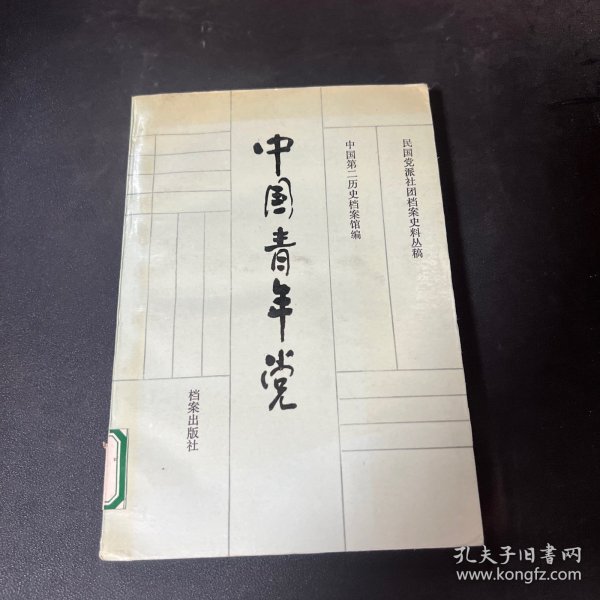 民国党派社团档案史料丛稿
中国第二历史档案馆编
中国青年党
档案出版社
孔夫子旧书网
www.kongfz.com